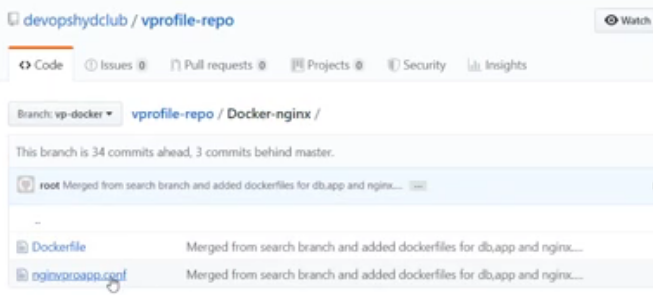 devopshydclub / vprofile-repo
Watch
Code Issues 0 Pull requests 0 Projects 0 Security Insights
Branch: vp-docker vprofile-repo / Docker-nginx /
This branch is 34 commits ahead, 3 commits behind master.
root Merged from search branch and added dockerfiles for db,app and nginx.... ...
..
Dockerfile Merged from search branch and added dockerfiles for db,app and nginx....
nginvproapp.conf Merged from search branch and added dockerfiles for db,app and nginx....